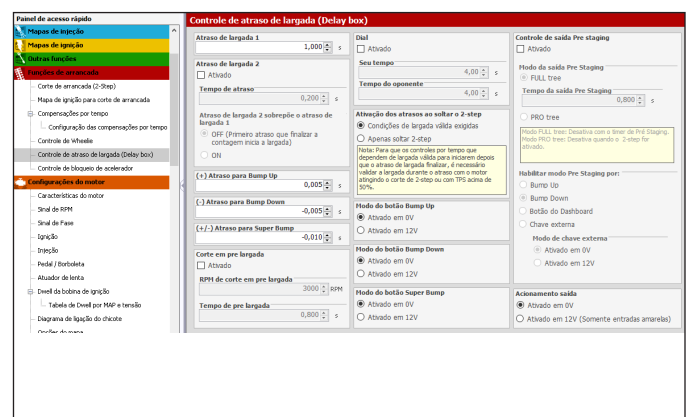 Painel de acesso rápido
Mapas de injeção
Mapas de ignição
Outras funções
Funções de arrancada
Corte de arrancada (2-Step)
Mapa de ignição para corte de arrancada
Compensações por tempo
Configuração das compensações por tempo
Controle de Wheelie
Controle de atraso de largada (Delay box)
Controle de bloqueio de acelerador
Configurações do motor
Características do motor
Sinal de RPM
Sinal de Fase
Ignição
Injeção
Pedal / Borboleta
Atuador de lenta
Dwell da bobina de ignição
Tabela de Dwell por MAP e tensão
Diagrama de ligação do chicote
Opções do mapa
Controle de atraso de largada (Delay box)
Atraso de largada 1
1,000 s
Atraso de largada 2
Ativado
Tempo de atraso
0,200 s
Atraso de largada 2 sobrepõe o atraso de
largada 1
OFF (Primeiro atraso que finalizar a
contagem inicia a largada)
ON
(+) Atraso para Bump Up
0,005 s
(-) Atraso para Bump Down
-0,005 s
(+/-) Atraso para Super Bump
-0,010 s
Corte em pre largada
Ativado
RPM de corte em pre largada
3000 RPM
Tempo de pre largada
0,800 s
Dial
Ativado
Seu tempo
4,00 s
Tempo do oponente
4,00 s
Ativação dos atrasos ao soltar o 2-step
Condições de largada válida exigidas
Apenas soltar 2-step
Nota: Para que os controles por tempo que
dependem de largada válida para iniciarem depois
que o atraso de largada finalizar, é necessário
validar a largada durante o atraso com o motor
atingindo o corte de 2-step ou com TPS acima de
50%.
Modo do botão Bump Up
Ativado em 0V
Ativado em 12V
Modo do botão Bump Down
Ativado em 0V
Ativado em 12V
Modo do botão Super Bump
Ativado em 0V
Ativado em 12V
Controle de saída Pre staging
Ativado
Modo da saída Pre Staging
FULL tree
Tempo da saída Pre Staging
0,800 s
PRO tree
Modo FULL tree: Desativa com o timer de Pré Staging.
Modo PRO tree: Desativa quando o 2-step for
ativado.
Habilitar modo Pre Staging por:
Bump Up
Bump Down
Botão do Dashboard
Chave externa
Modo de chave externa
Ativado em 0V
Ativado em 12V
Acionamento saída
Ativado em 0V
Ativado em 12V (Somente entradas amarelas)